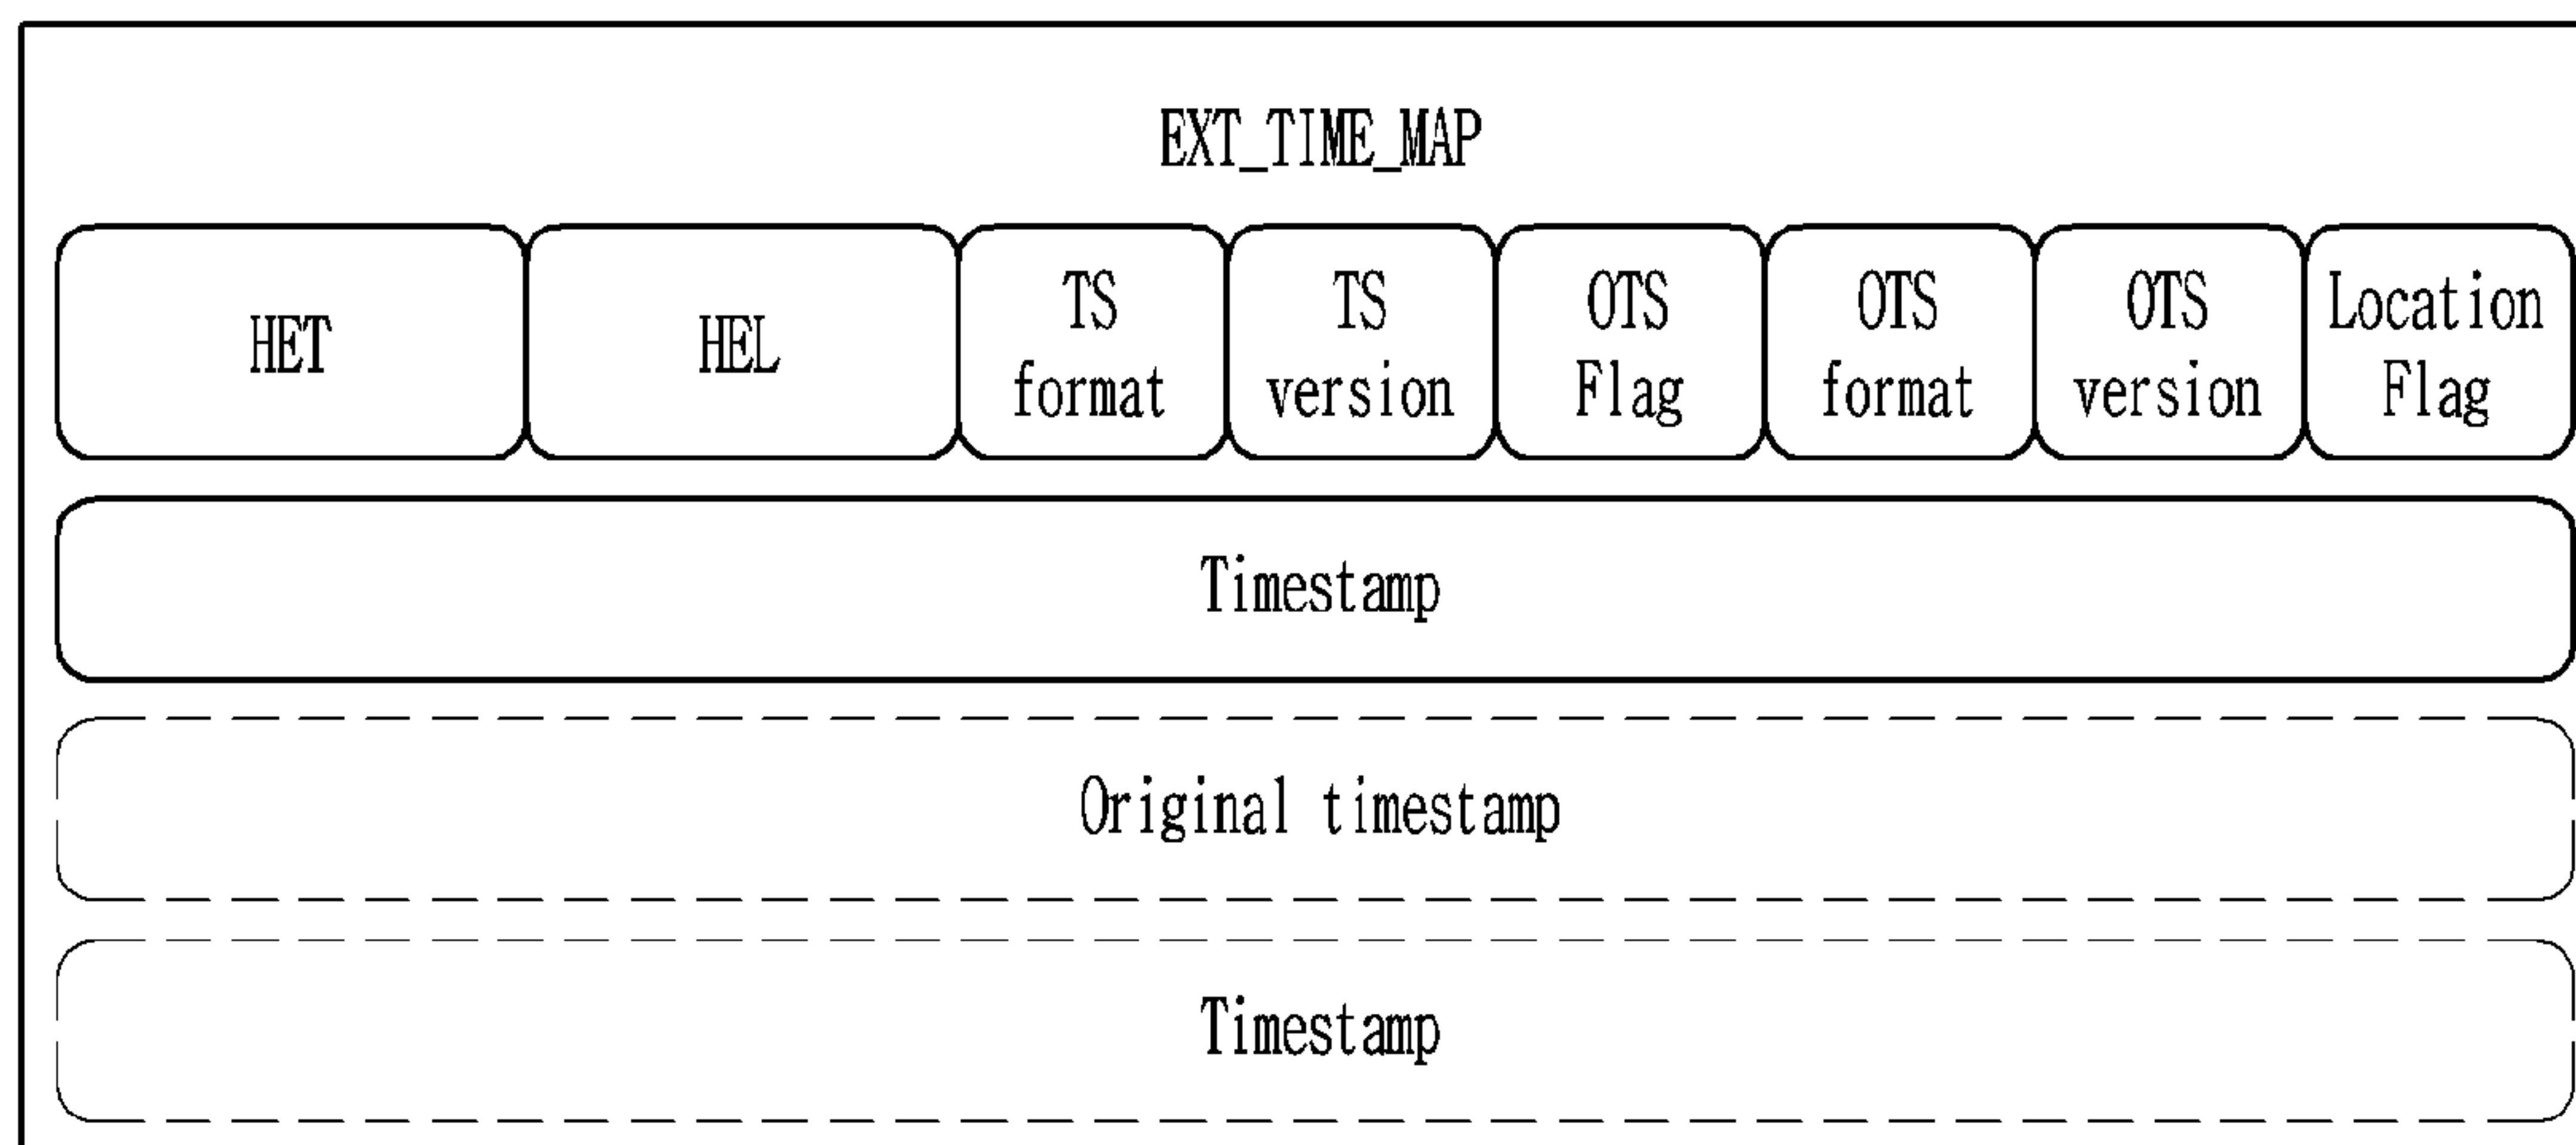 EXT_TIME_MAP
HET
HEL
TS
format
TS
version
OTS
Flag
OTS
format
OTS
version
Location
Flag
Timestamp
Original timestamp
Timestamp